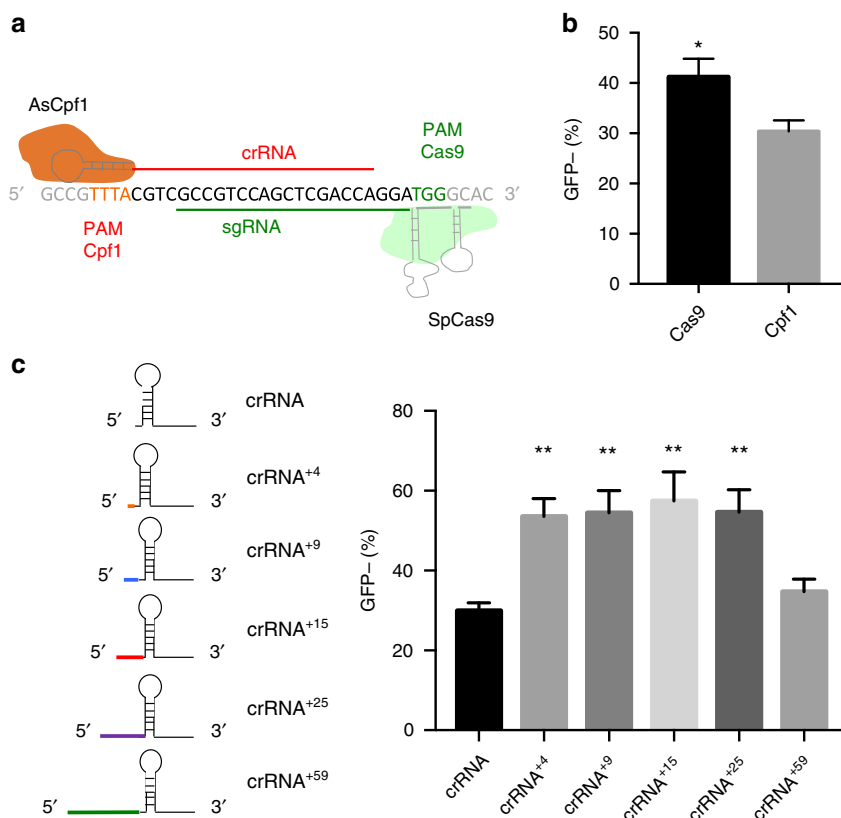 a
AsCpf1
crRNA
PAM
Cas9
5′ GCCGTTTACGTCGCCGTCCAGCTCGACCAGGATGGGCAC 3′
PAM
Cpf1
sgRNA
SpCas9
b
GFP– (%)
50
40
30
20
10
0
*
Cas9
Cpf1
c
5′ 3′ crRNA
5′ 3′ crRNA+4
5′ 3′ crRNA+9
5′ 3′ crRNA+15
5′ 3′ crRNA+25
5′ 3′ crRNA+59
GFP– (%)
80
60
40
20
0
** ** ** **
crRNA
crRNA+4
crRNA+9
crRNA+15
crRNA+25
crRNA+59